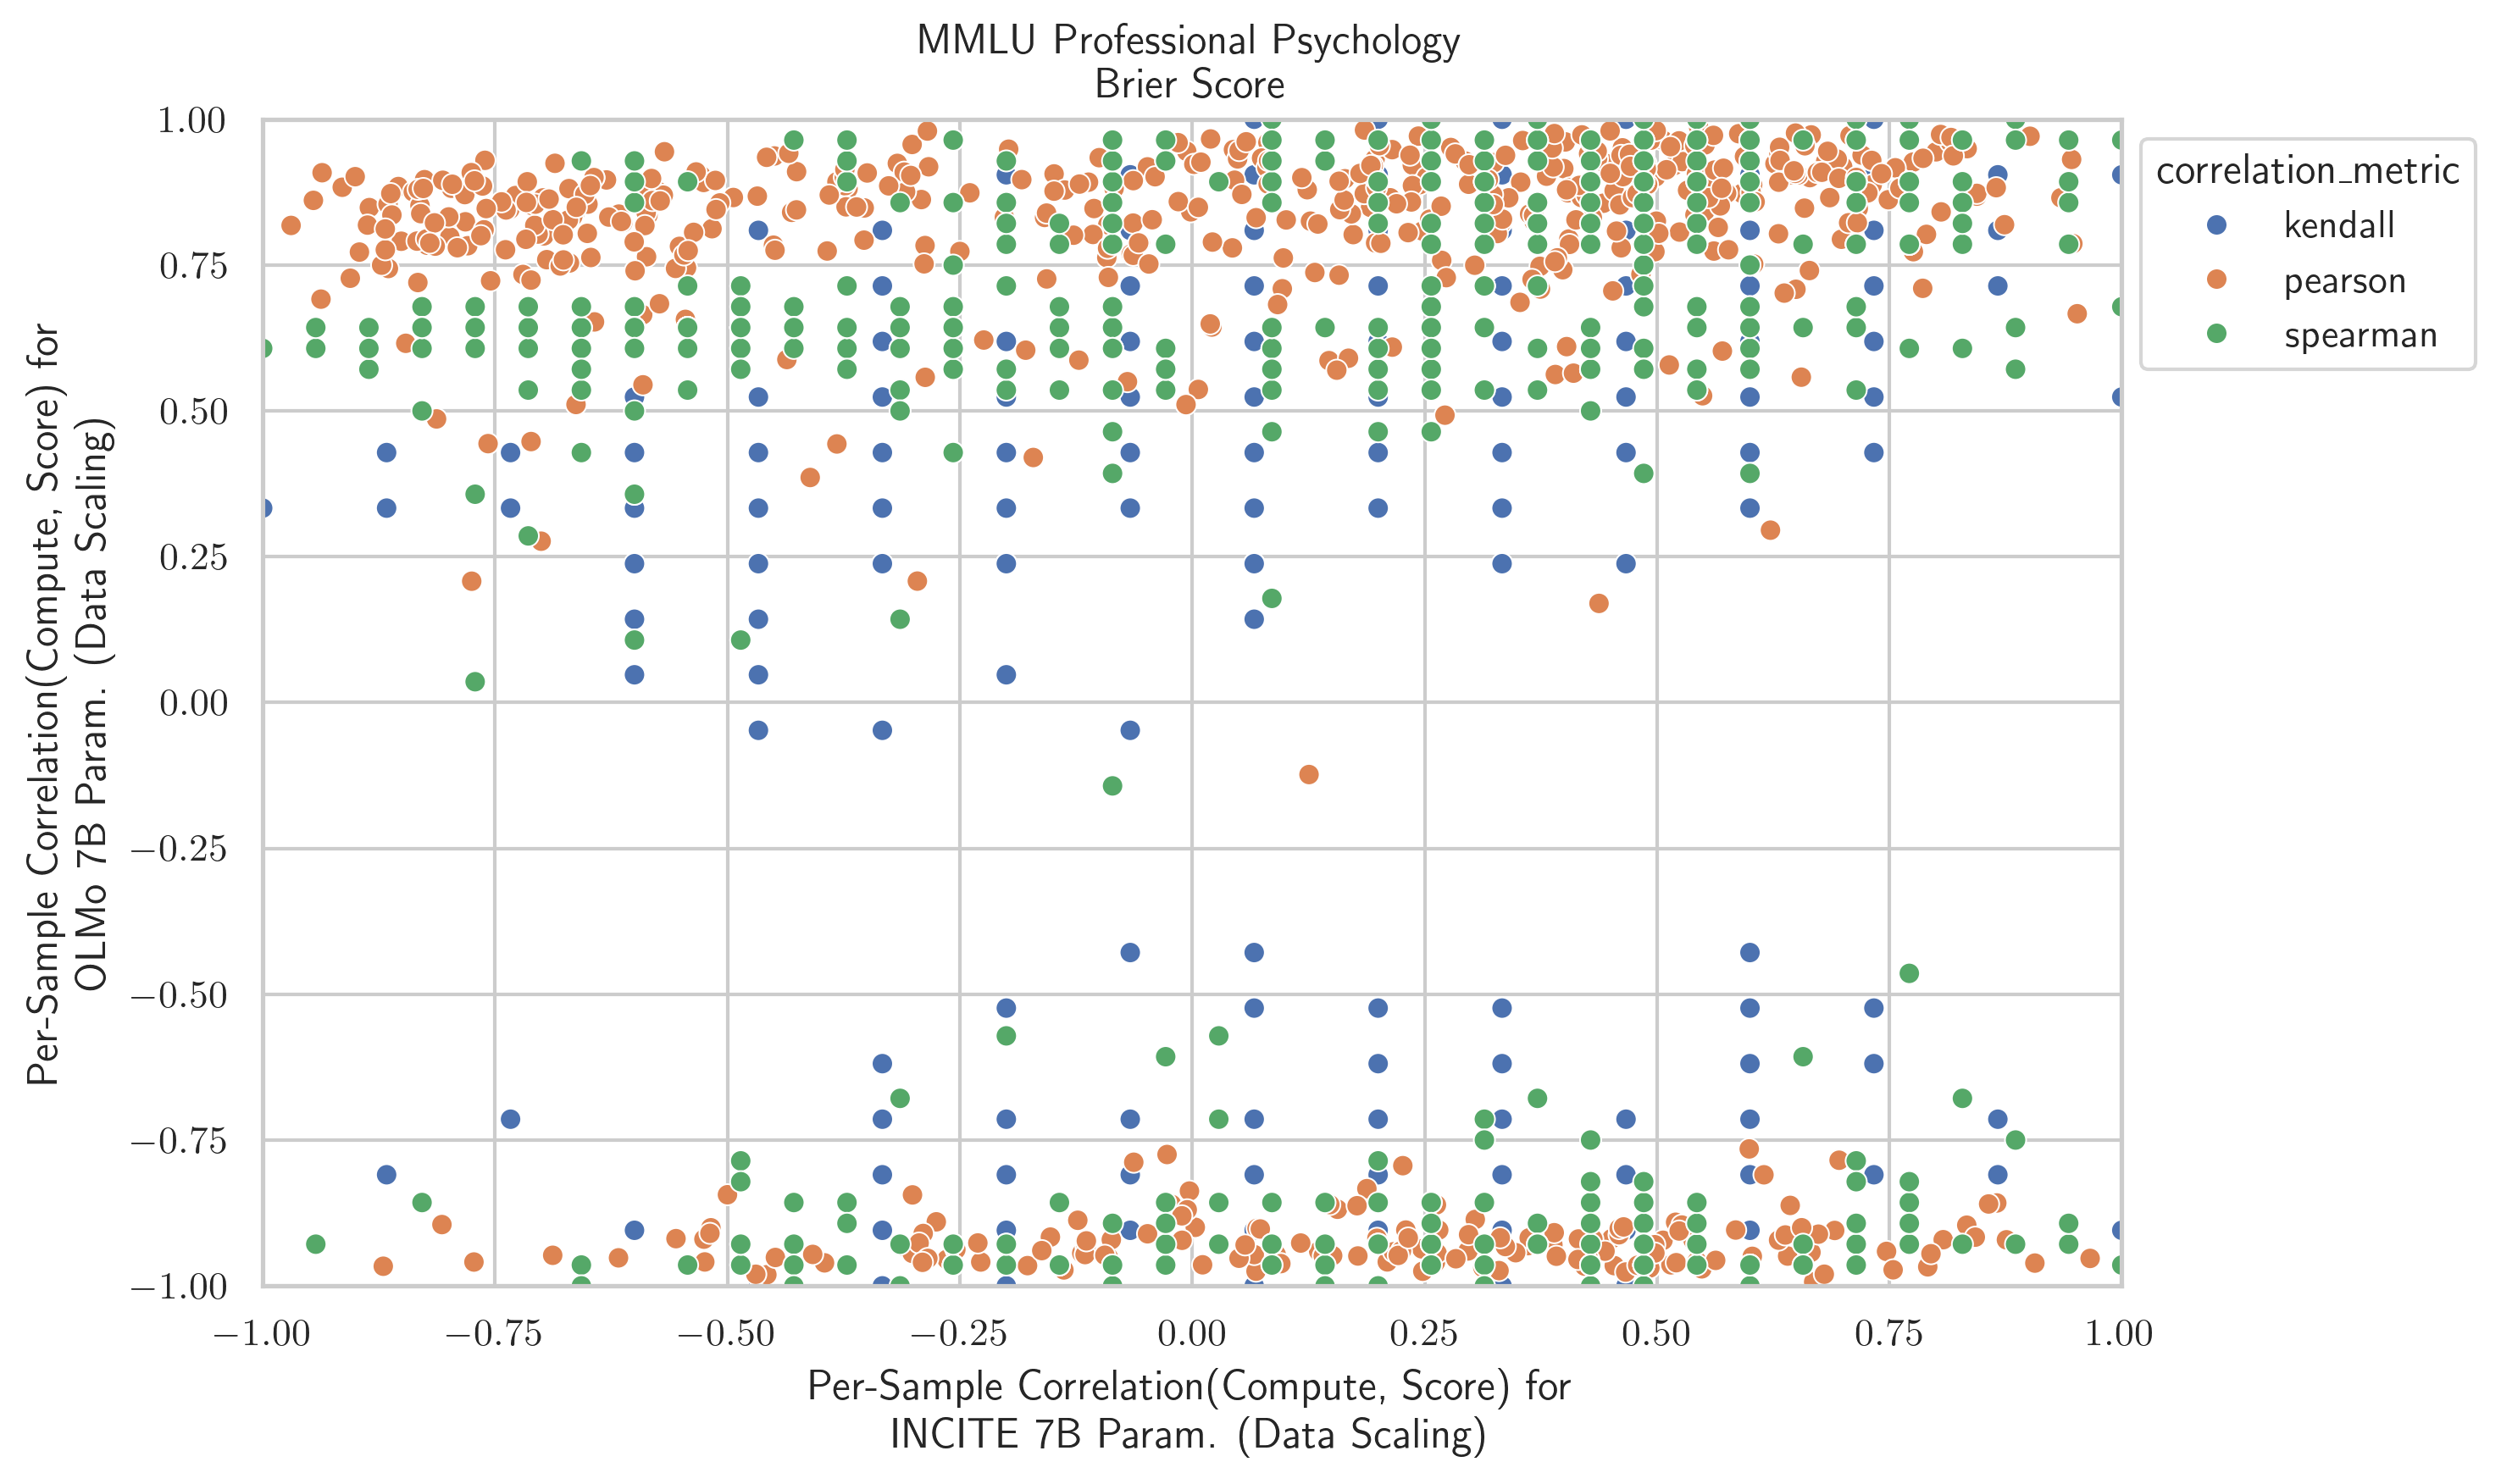 MMLU Professional Psychology
Brier Score
Per-Sample Correlation(Compute, Score) for
OLMo 7B Param. (Data Scaling)
1.00
0.75
0.50
0.25
0.00
−0.25
−0.50
−0.75
−1.00
correlation_metric
kendall
pearson
spearman
−1.00 −0.75 −0.50 −0.25 0.00 0.25 0.50 0.75 1.00
Per-Sample Correlation(Compute, Score) for
INCITE 7B Param. (Data Scaling)